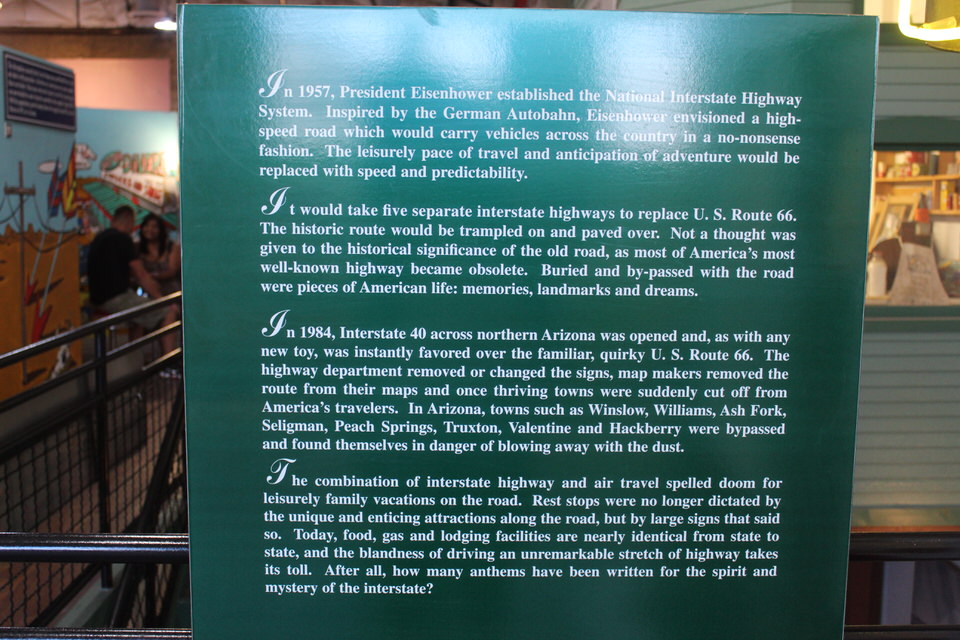 In 1957, President Eisenhower established the National Interstate Highway
System. Inspired by the German Autobahn, Eisenhower envisioned a high-
speed road which would carry vehicles across the country in a no-nonsense
fashion. The leisurely pace of travel and anticipation of adventure would be
replaced with speed and predictability.
It would take five separate interstate highways to replace U. S. Route 66.
The historic route would be trampled on and paved over. Not a thought was
given to the historical significance of the old road, as most of America's most
well-known highway became obsolete. Buried and by-passed with the road
were pieces of American life: memories, landmarks and dreams.
In 1984, Interstate 40 across northern Arizona was opened and, as with any
new toy, was instantly favored over the familiar, quirky U. S. Route 66. The
highway department removed or changed the signs, map makers removed the
route from their maps and once thriving towns were suddenly cut off from
America's travelers. In Arizona, towns such as Winslow, Williams, Ash Fork,
Seligman, Peach Springs, Truxton, Valentine and Hackberry were bypassed
and found themselves in danger of blowing away with the dust.
The combination of interstate highway and air travel spelled doom for
leisurely family vacations on the road. Rest stops were no longer dictated by
the unique and enticing attractions along the road, but by large signs that said
so. Today, food, gas and lodging facilities are nearly identical from state to
state, and the blandness of driving an unremarkable stretch of highway takes
its toll. After all, how many anthems have been written for the spirit and
mystery of the interstate?